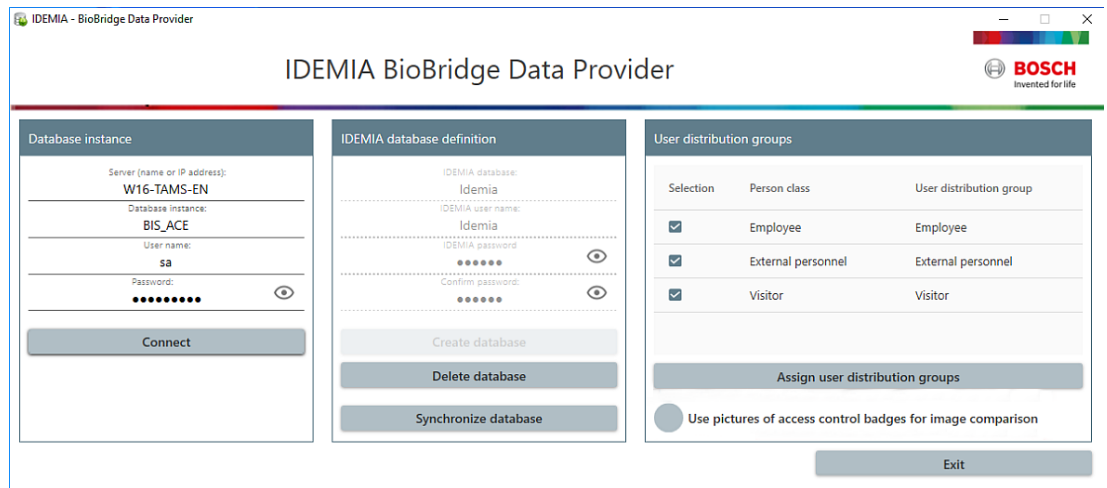 IDEMIA - BioBridge Data Provider
IDEMIA BioBridge Data Provider
BOSCH
Invented for life
Database instance
Server (name or IP address):
W16-TAMS-EN
Database instance:
BIS_ACE
User name:
sa
Password:
●●●●●●●●●
Connect
IDEMIA database definition
IDEMIA database:
Idemia
IDEMIA user name:
Idemia
IDEMIA password
●●●●●●
Confirm password:
●●●●●●
Create database
Delete database
Synchronize database
User distribution groups
Selection Person class User distribution group
Employee Employee
External personnel External personnel
Visitor Visitor
Assign user distribution groups
Use pictures of access control badges for image comparison
Exit